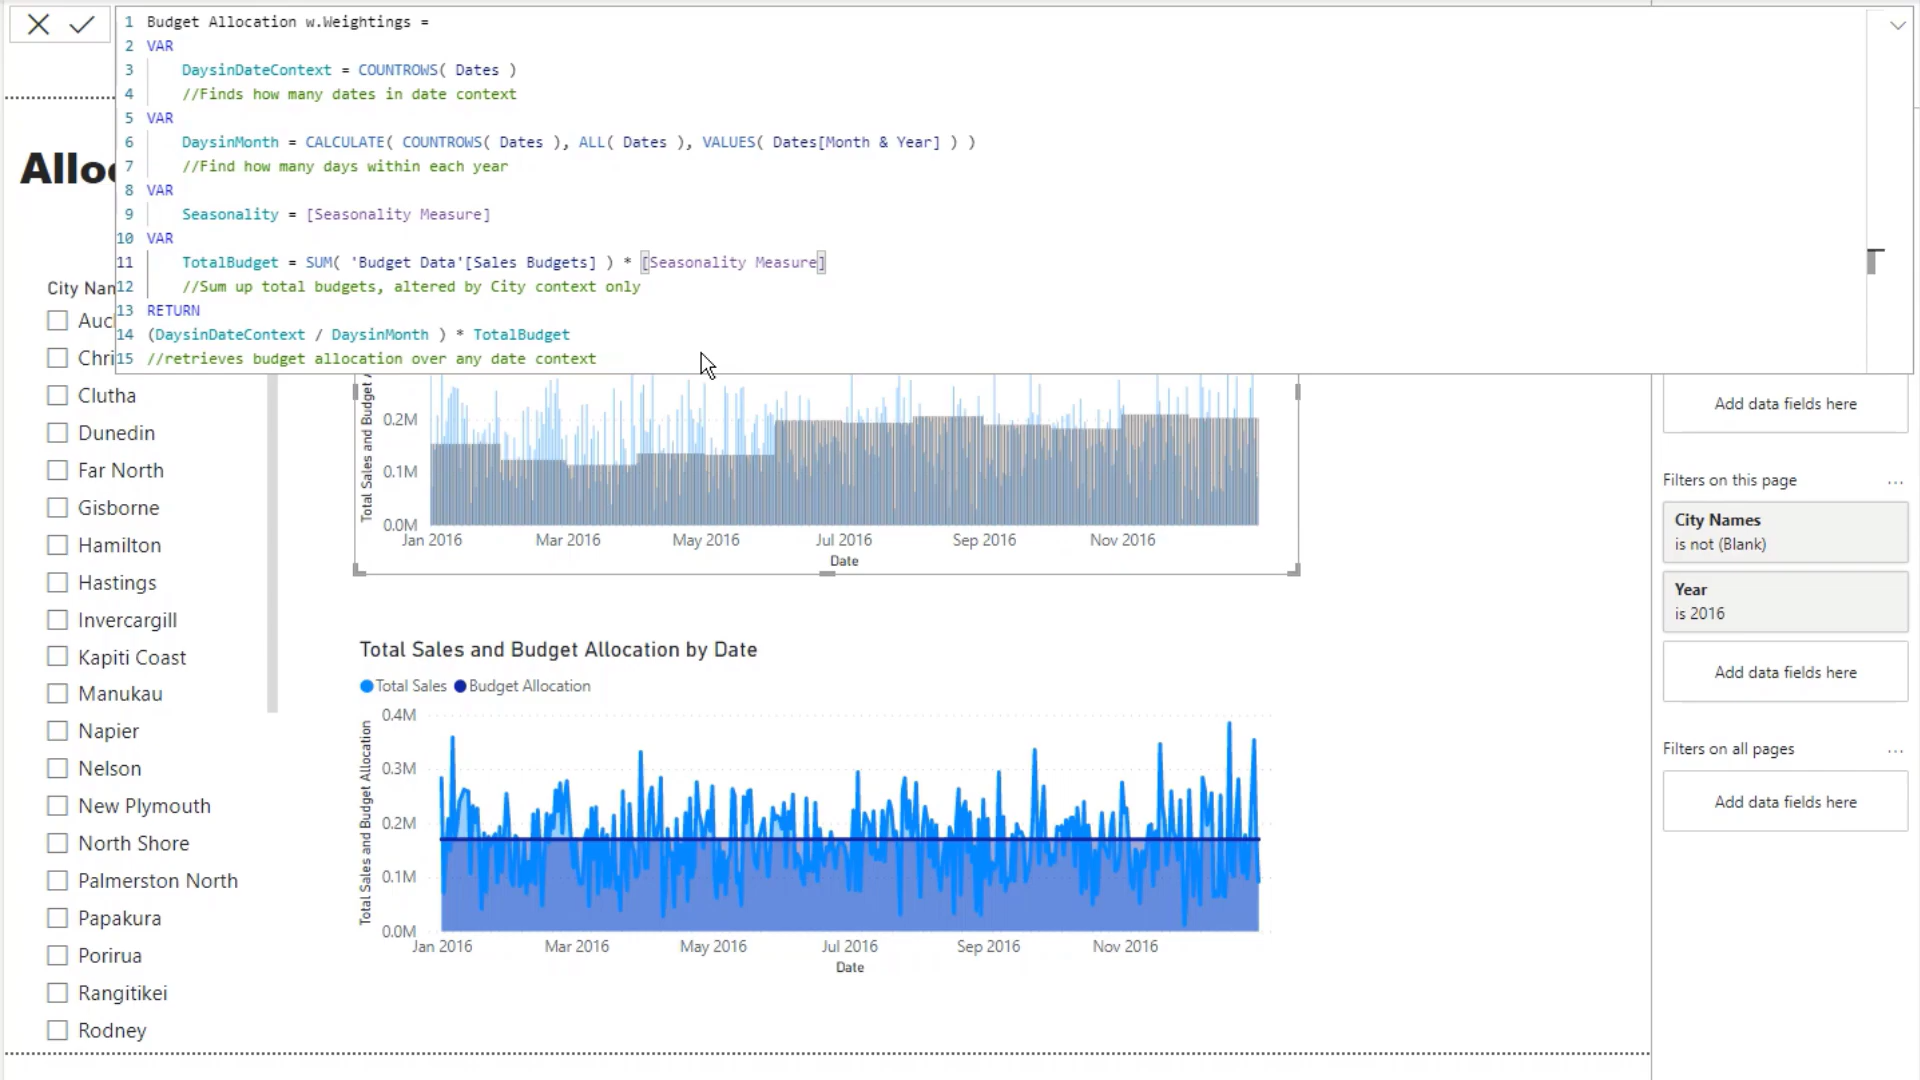 1 Budget Allocation w.Weightings =
2 VAR
3 DaysinDateContext = COUNTROWS( Dates )
4 //Finds how many dates in date context
5 VAR
6 DaysinMonth = CALCULATE( COUNTROWS( Dates ), ALL( Dates ), VALUES( Dates[Month & Year] ) )
7 //Find how many days within each year
8 VAR
9 Seasonality = [Seasonality Measure]
10 VAR
11 TotalBudget = SUM( 'Budget Data'[Sales Budgets] ) * [Seasonality Measure]
12 //Sum up total budgets, altered by City context only
13 RETURN
14 (DaysinDateContext / DaysinMonth ) * TotalBudget
15 //retrieves budget allocation over any date context
Allo
City Nam
Auc
Chri
Clutha
Dunedin
Far North
Gisborne
Hamilton
Hastings
Invercargill
Kapiti Coast
Manukau
Napier
Nelson
New Plymouth
North Shore
Palmerston North
Papakura
Porirua
Rangitikei
Rodney
Total Sales and Budget
0.2M
0.1M
0.0M
Jan 2016 Mar 2016 May 2016 Jul 2016 Sep 2016 Nov 2016
Date
Total Sales and Budget Allocation by Date
Total Sales Budget Allocation
Total Sales and Budget Allocation
0.4M
0.3M
0.2M
0.1M
0.0M
Jan 2016 Mar 2016 May 2016 Jul 2016 Sep 2016 Nov 2016
Date
Add data fields here
Filters on this page ...
City Names
is not (Blank)
Year
is 2016
Add data fields here
Filters on all pages ...
Add data fields here